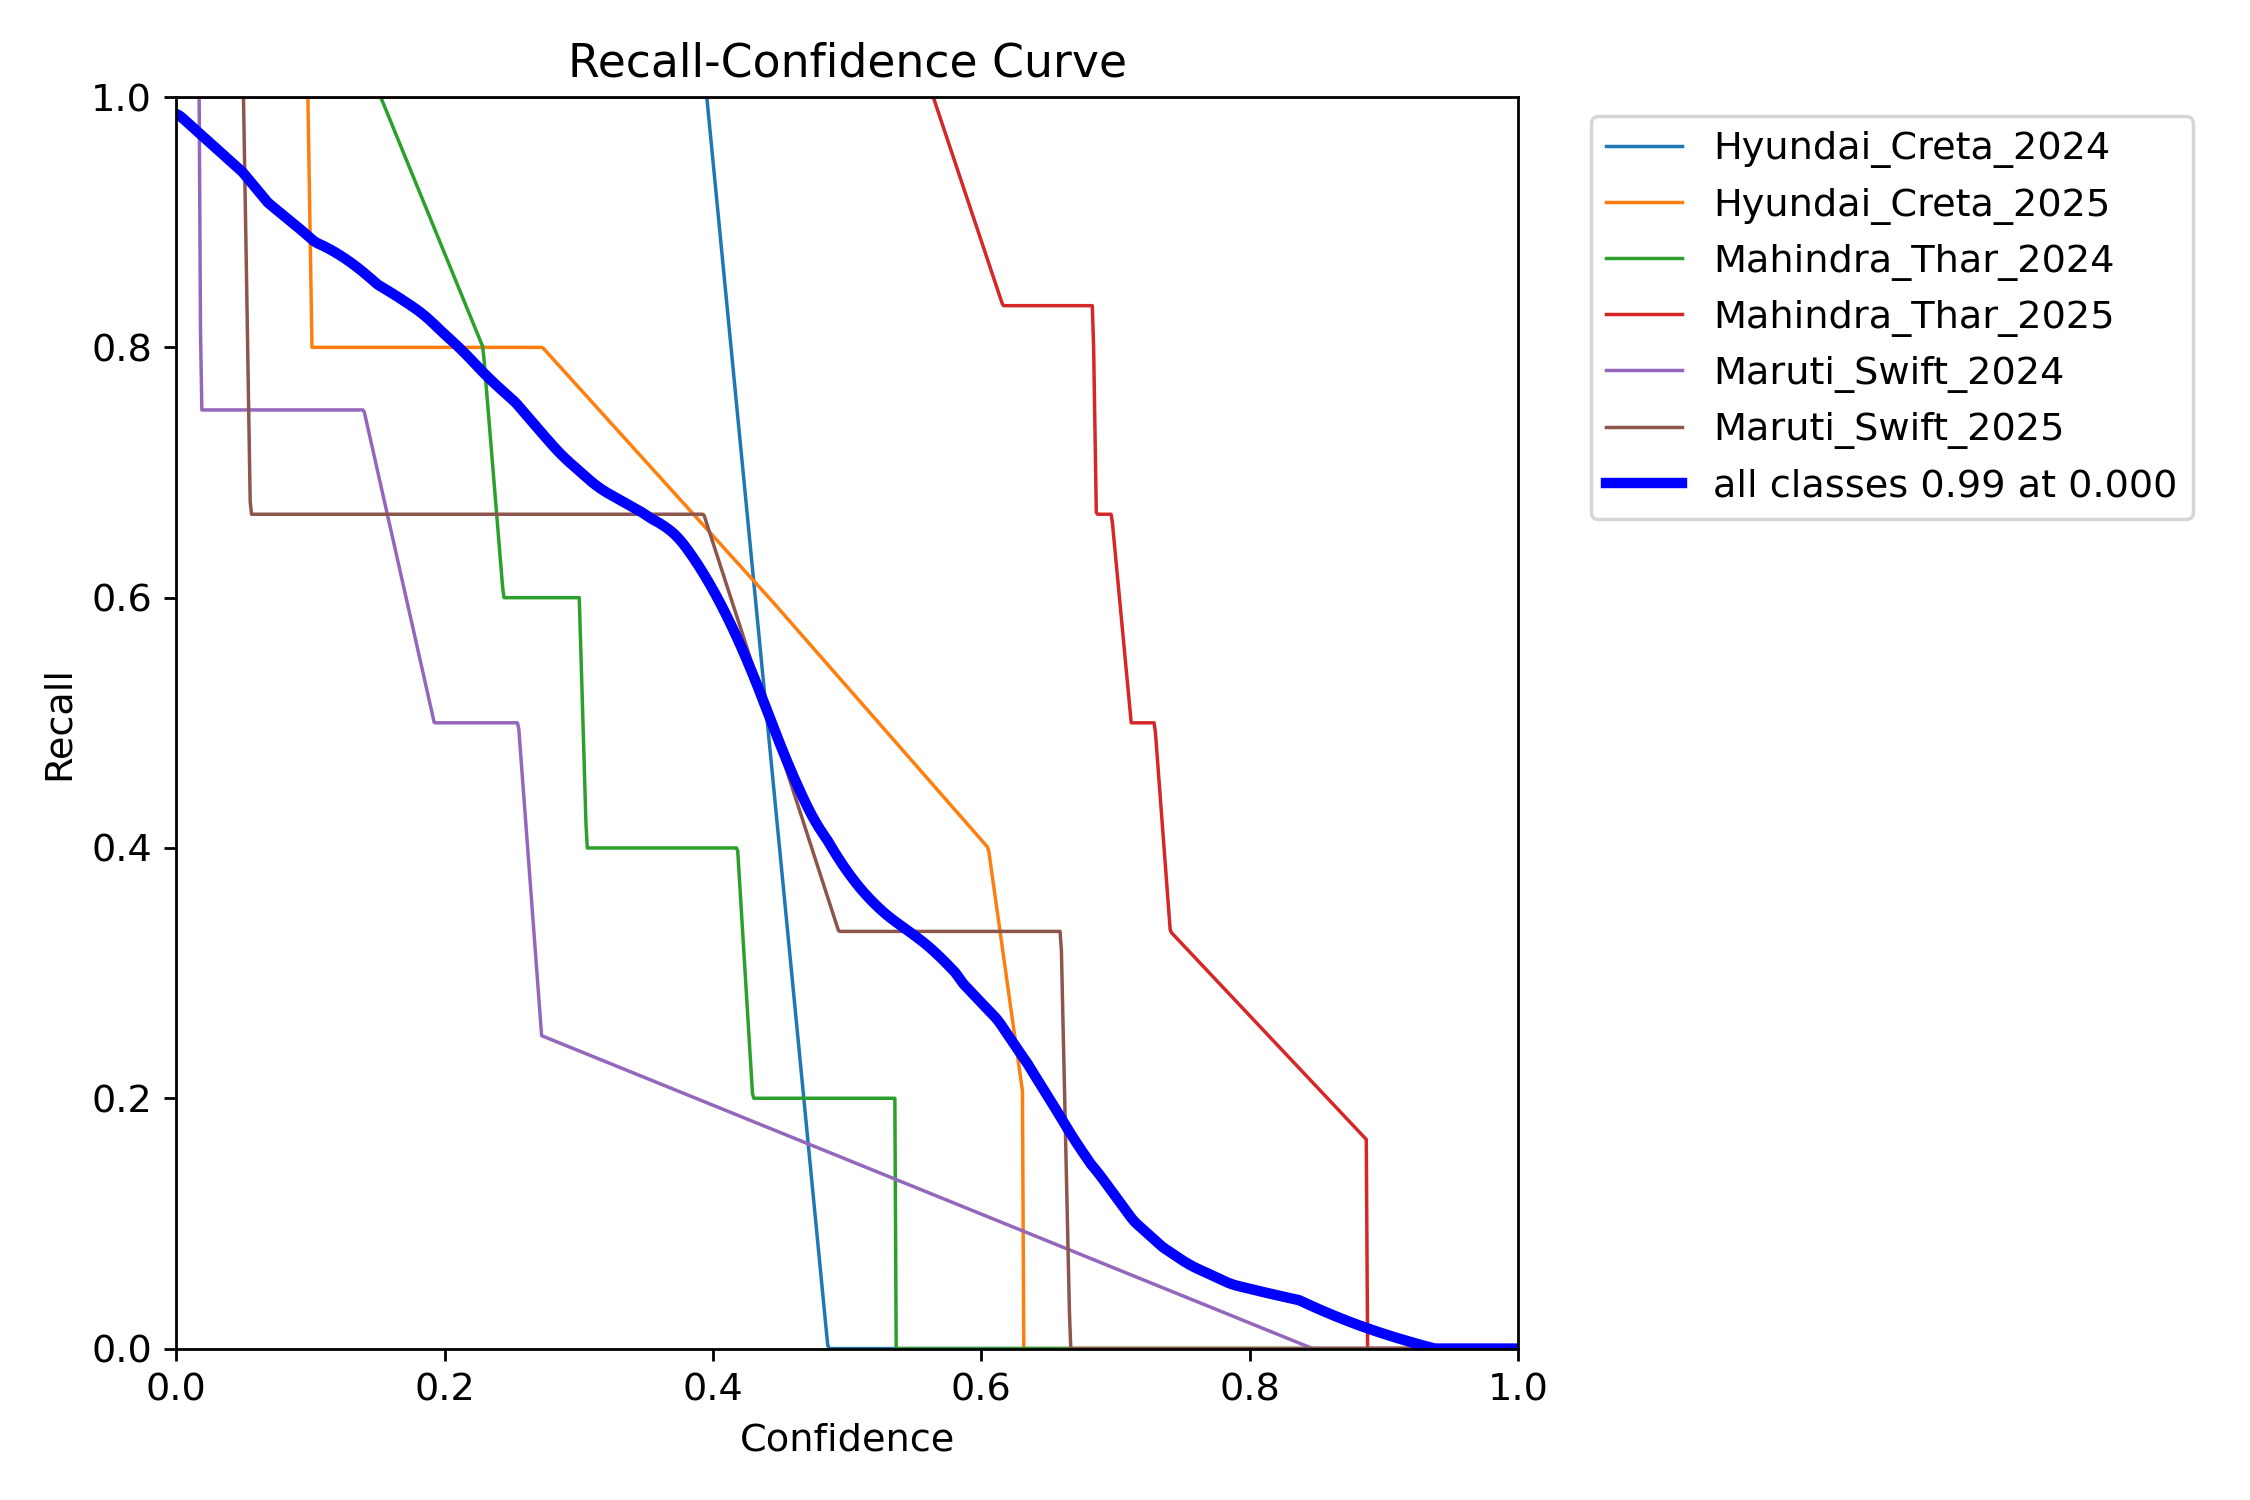 Recall-Confidence Curve
1.0
0.8
0.6
0.4
0.2
0.0
Recall
0.0 0.2 0.4 0.6 0.8 1.0
Confidence
Hyundai_Creta_2024
Hyundai_Creta_2025
Mahindra_Thar_2024
Mahindra_Thar_2025
Maruti_Swift_2024
Maruti_Swift_2025
all classes 0.99 at 0.000